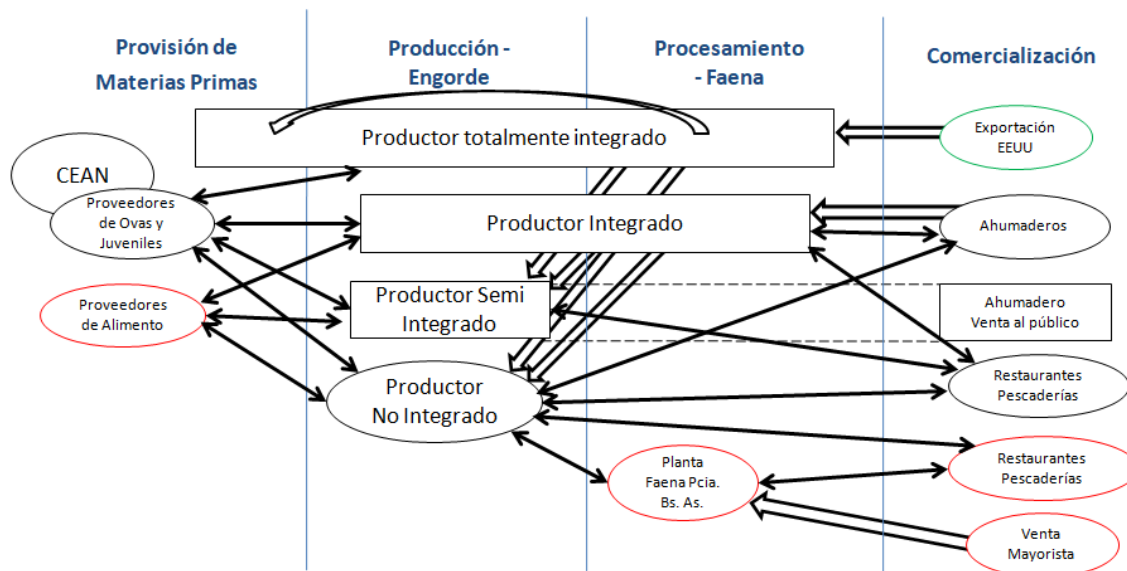 Provisión de
Materias Primas
Producción -
Engorde
Procesamiento
- Faena
Comercialización
Productor totalmente integrado
Exportación
EEUU
CEAN
Proveedores
de Ovas y
Juveniles
Productor Integrado
Ahumaderos
Proveedores
de Alimento
Productor Semi
Integrado
Ahumadero
Venta al público
Productor
No Integrado
Restaurantes
Pescaderías
Planta
Faena Pcia.
Bs. As.
Restaurantes
Pescaderías
Venta
Mayorista